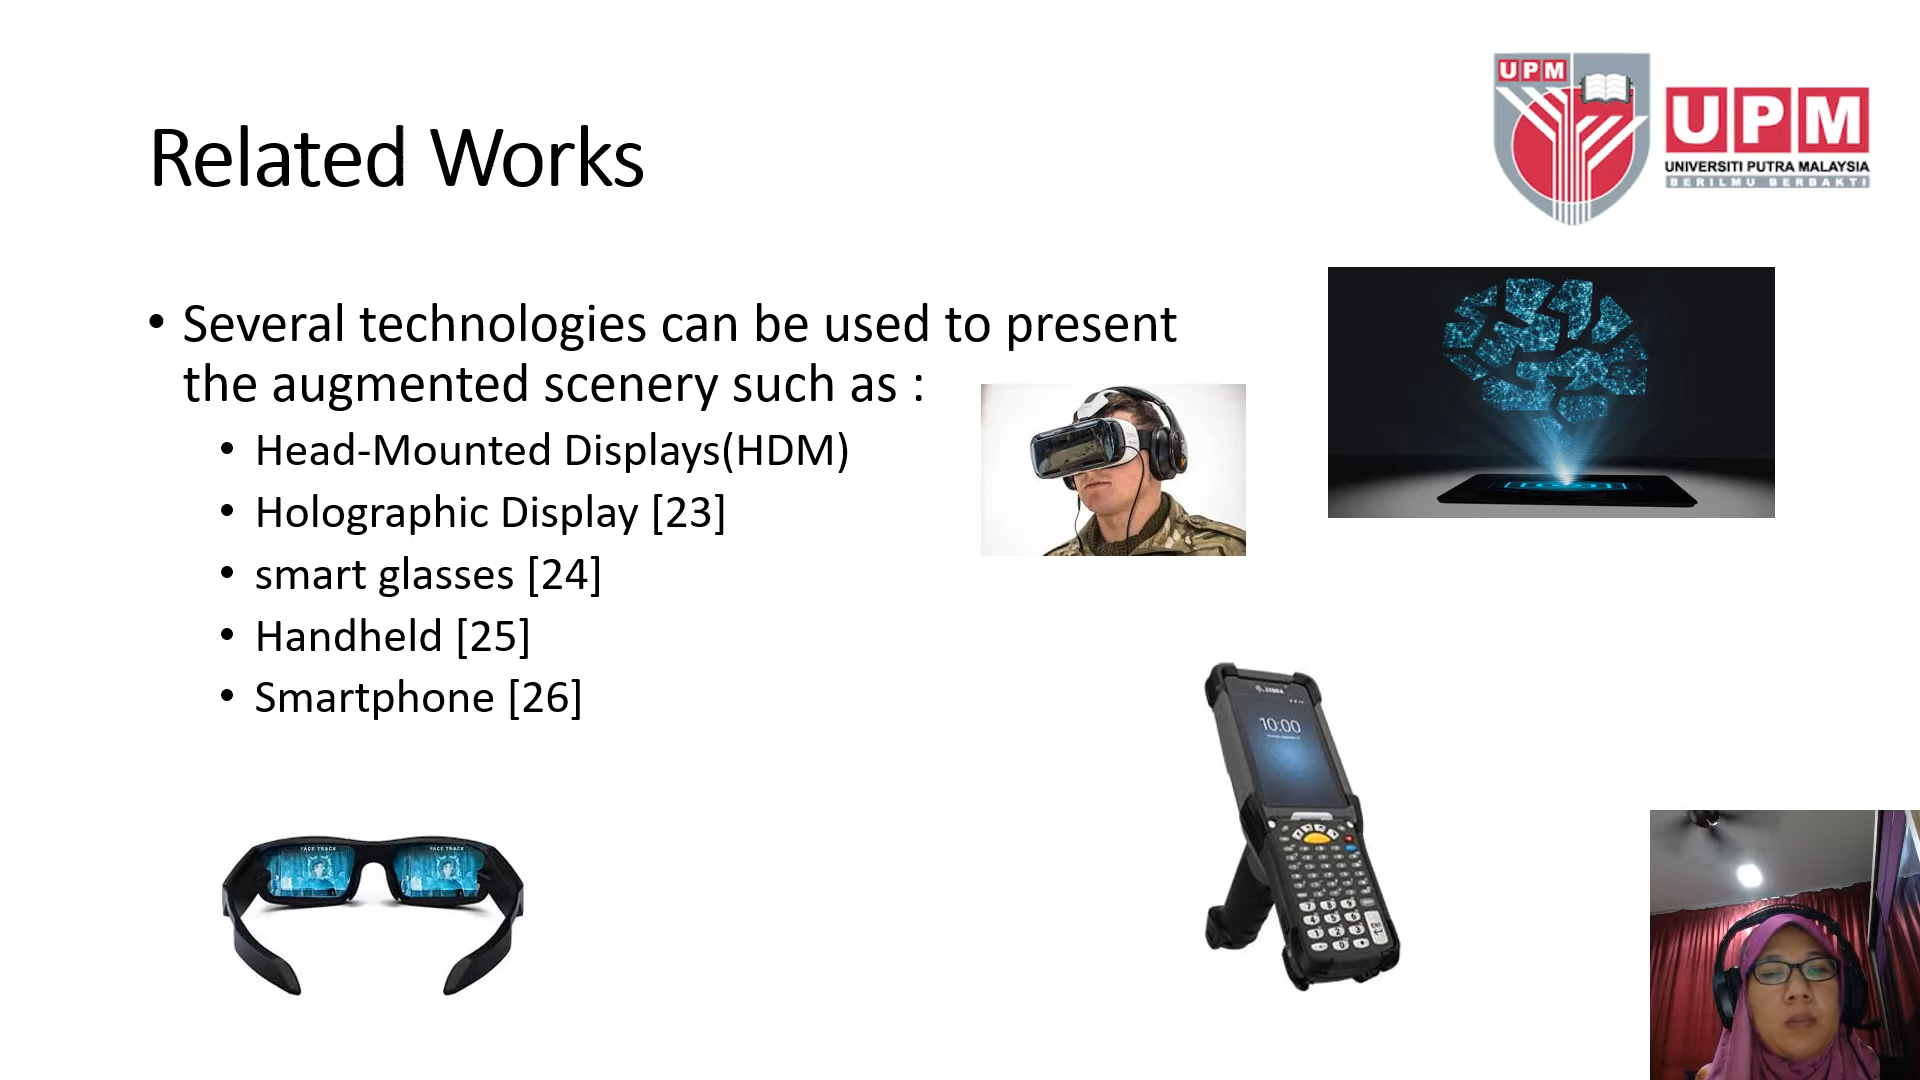 Related Works
UPM
UPM
UNIVERSITI PUTRA MALAYSIA
BERILMU BERBAKTI
• Several technologies can be used to present
the augmented scenery such as :
• Head-Mounted Displays(HDM)
• Holographic Display [23]
• smart glasses [24]
• Handheld [25]
• Smartphone [26]
ZEBRA
10:00
FACE TRACK
FACE TRACK